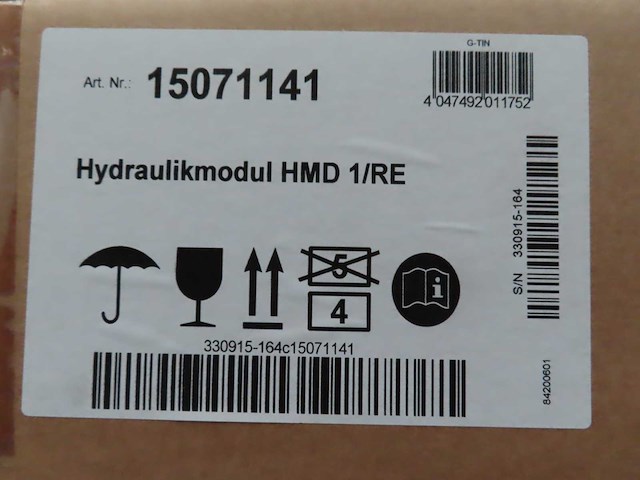 G-TIN
Art. Nr.: 15071141
4 047492 011752
Hydraulikmodul HMD 1/RE
S/N 330915-164
5
4
i
330915-164c15071141
84200601